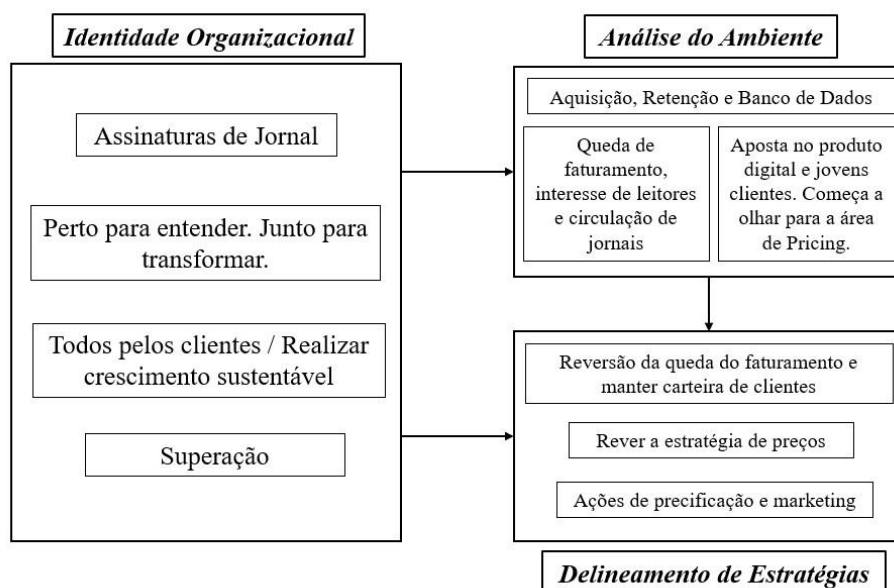 Identidade Organizacional
Assinaturas de Jornal
Perto para entender. Junto para
transformar.
Todos pelos clientes / Realizar
crescimento sustentável
Superação
Análise do Ambiente
Aquisição, Retenção e Banco de Dados
Queda de
faturamento,
interesse de leitores
e circulação de
jornais
Aposta no produto
digital e jovens
clientes. Começa a
olhar para a área
de Pricing.
Reversão da queda do faturamento e
manter carteira de clientes
Rever a estratégia de preços
Ações de precificação e marketing
Delineamento de Estratégias